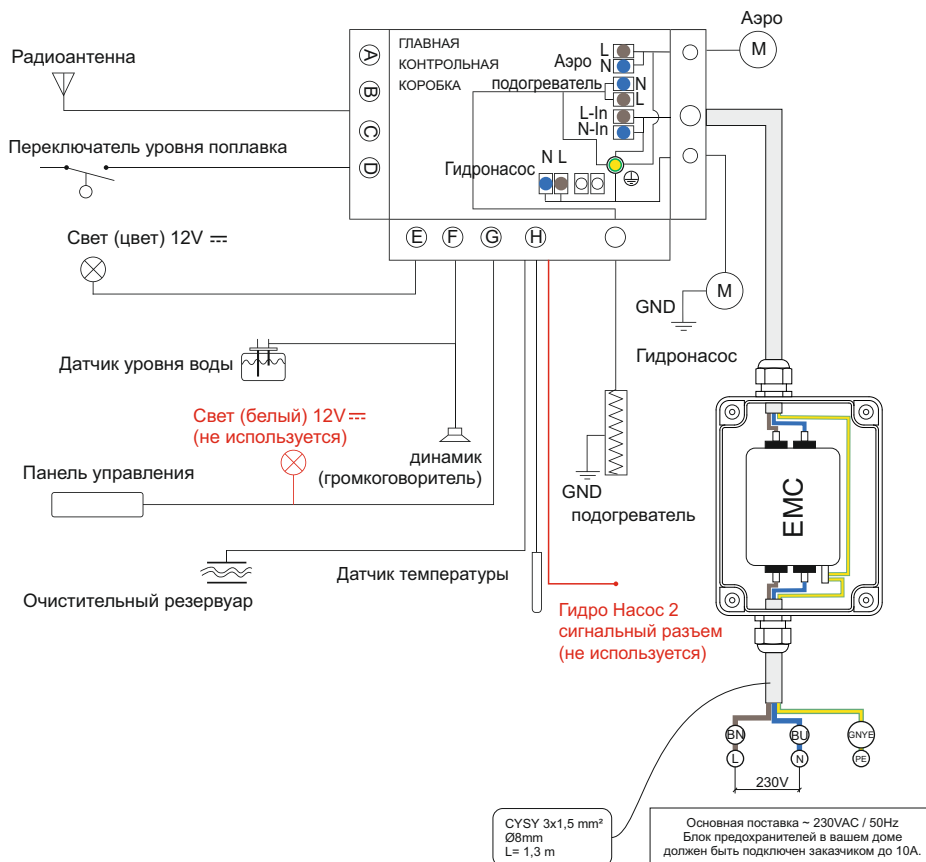 Аэро
M
Радиоантенна
A
ГЛАВНАЯ
КОНТРОЛЬНАЯ
КОРОБКА
B
C
D
Аэро
L
N
подогреватель
N
L
L-In
N-In
Гидронасос
N L
Переключатель уровня поплавка
E
F
G
H
Свет (цвет) 12V
M
GND
Гидронасос
Датчик уровня воды
Свет (белый) 12V
(не используется)
динамик
(громкоговоритель)
Панель управления
GND
подогреватель
EMC
Датчик температуры
Очистительный резервуар
Гидро Насос 2
сигнальный разъем
(не используется)
BN
BU
GNYE
L
N
PE
230V
CYSY 3x1,5 mm²
Ø8mm
L= 1,3 m
Основная поставка ~ 230VAC / 50Hz
Блок предохранителей в вашем доме
должен быть подключен заказчиком до 10A.